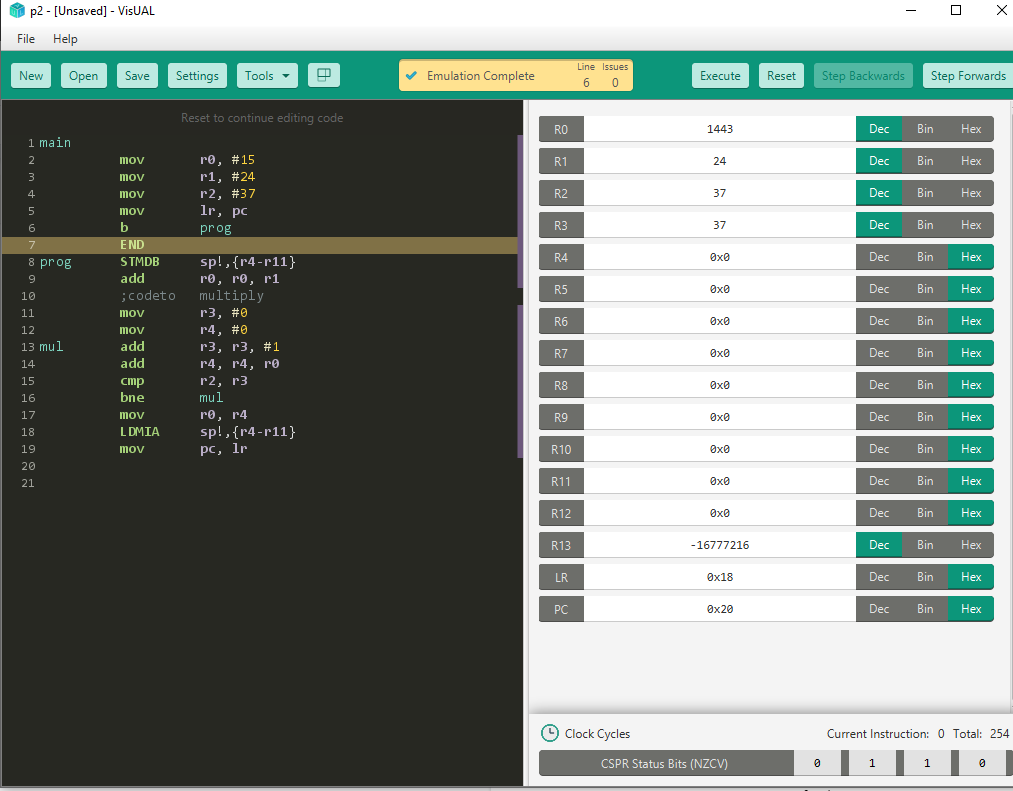 p2 - [Unsaved] - VisUAL
File Help
New Open Save Settings Tools Emulation Complete Line Issues Execute Reset Step Backwards Step Forwards
6 0
Reset to continue editing code
1 main
2 mov r0, #15
3 mov r1, #24
4 mov r2, #37
5 mov lr, pc
6 b prog
7 END
8 prog STMDB sp!,{r4-r11}
9 add r0, r0, r1
10 ;codeto multiply
11 mov r3, #0
12 mov r4, #0
13 mul add r3, r3, #1
14 add r4, r4, r0
15 cmp r2, r3
16 bne mul
17 mov r0, r4
18 LDMIA sp!,{r4-r11}
19 mov pc, lr
20
21
R0 1443 Dec Bin Hex
R1 24 Dec Bin Hex
R2 37 Dec Bin Hex
R3 37 Dec Bin Hex
R4 0x0 Dec Bin Hex
R5 0x0 Dec Bin Hex
R6 0x0 Dec Bin Hex
R7 0x0 Dec Bin Hex
R8 0x0 Dec Bin Hex
R9 0x0 Dec Bin Hex
R10 0x0 Dec Bin Hex
R11 0x0 Dec Bin Hex
R12 0x0 Dec Bin Hex
R13 -16777216 Dec Bin Hex
LR 0x18 Dec Bin Hex
PC 0x20 Dec Bin Hex
Clock Cycles Current Instruction: 0 Total: 254
CSPR Status Bits (NZCV) 0 1 1 0